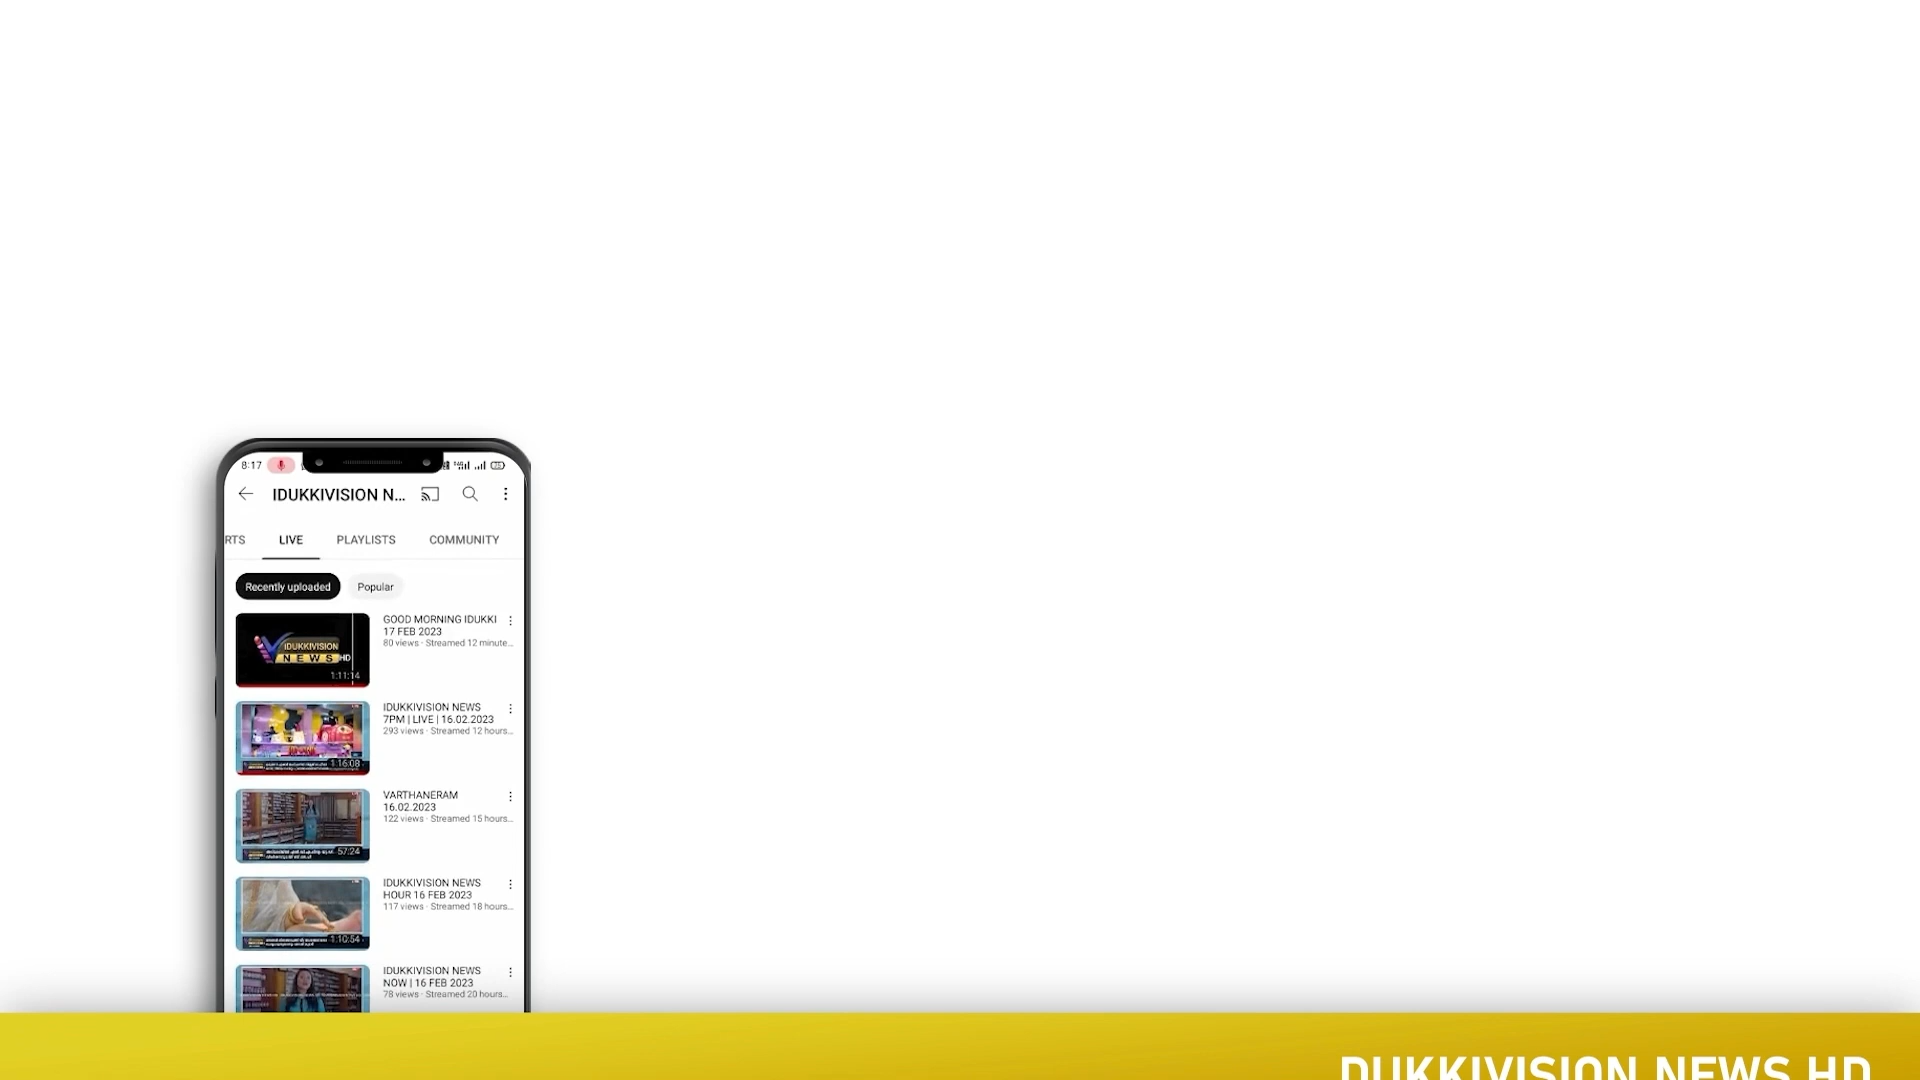 8:17
IDUKKIVISION N...
RTS LIVE PLAYLISTS COMMUNITY
Recently uploaded Popular
IDUKKIVISION
NEWS HD
1:11:14
GOOD MORNING IDUKKI
17 FEB 2023
80 views · Streamed 12 minute...
1:16:08
IDUKKIVISION NEWS
7PM | LIVE | 16.02.2023
293 views · Streamed 12 hours...
57:24
VARTHANERAM
16.02.2023
122 views · Streamed 15 hours...
1:10:54
IDUKKIVISION NEWS
HOUR 16 FEB 2023
117 views · Streamed 18 hours...
IDUKKIVISION NEWS
NOW | 16 FEB 2023
78 views · Streamed 20 hours...
DUKKIVISION NEWS HD